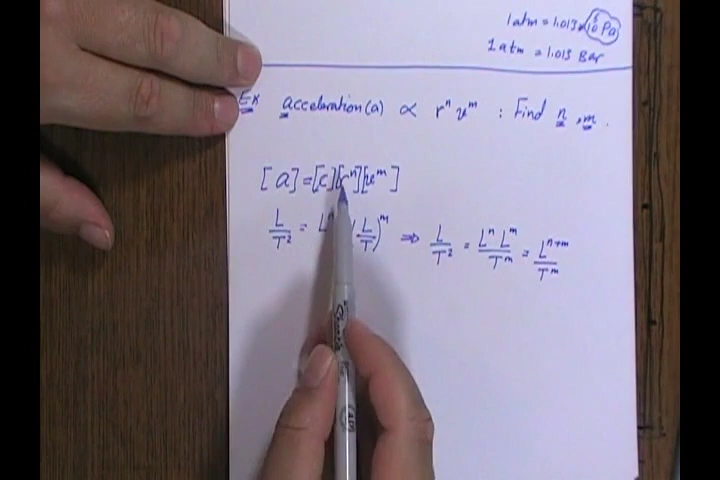 1 atm = 1.013 × 10⁵ Pa
1 atm = 1.013 Bar
Ex acceleration(a) ∝ rⁿ vᵐ : Find n, m.
[a] = [c][rⁿ][vᵐ]
L/T² = Lⁿ (L/T)ᵐ ⇒ L/T² = LⁿLᵐ/Tᵐ = Lⁿ⁺ᵐ/Tᵐ